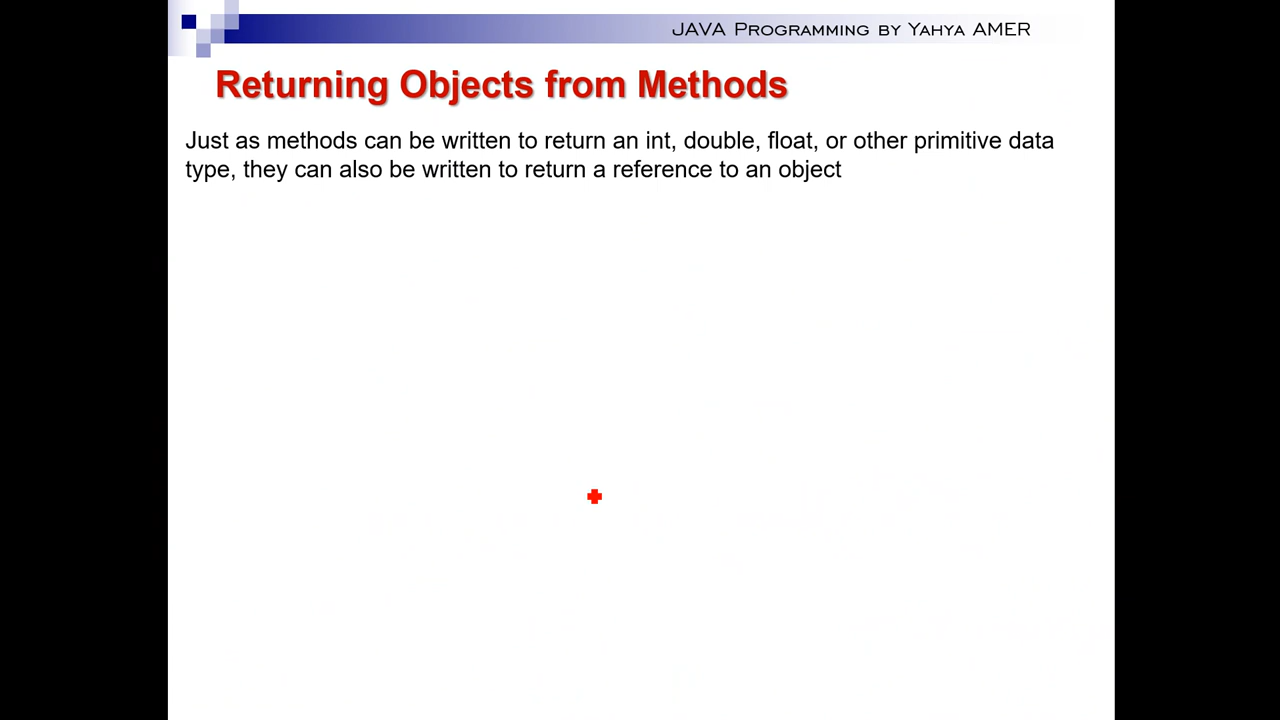 JAVA Programming by Yahya AMER
Returning Objects from Methods
Just as methods can be written to return an int, double, float, or other primitive data
type, they can also be written to return a reference to an object